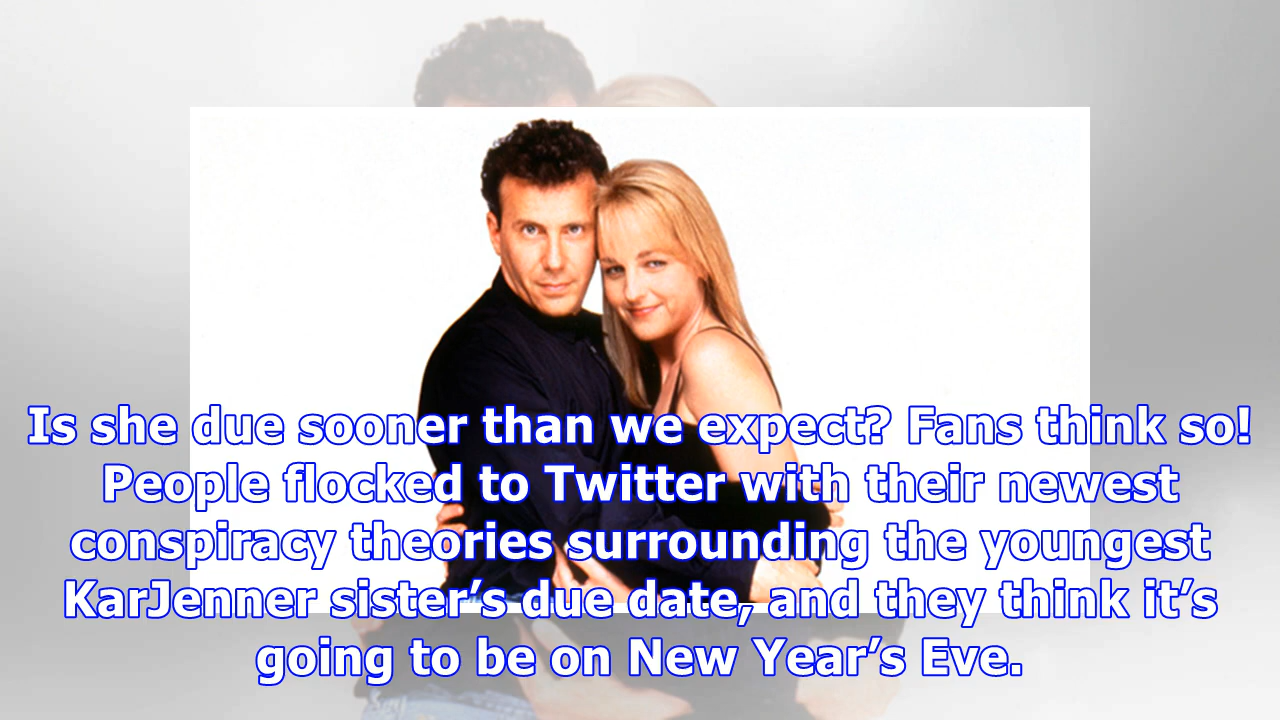 Is she due sooner than we expect? Fans think so!
People flocked to Twitter with their newest
conspiracy theories surrounding the youngest
KarJenner sister’s due date, and they think it’s
going to be on New Year’s Eve.